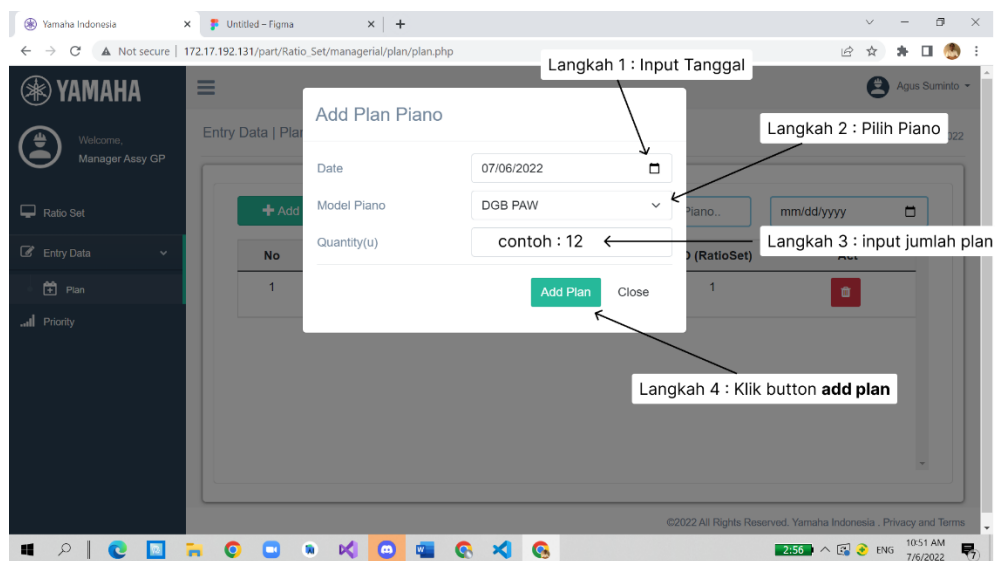 Yamaha Indonesia
Untitled – Figma
Not secure | 172.17.192.131/part/Ratio_Set/managerial/plan/plan.php
Langkah 1 : Input Tanggal
YAMAHA
Agus Suminto
Add Plan Piano
Welcome,
Manager Assy GP
Entry Data | Plan
Langkah 2 : Pilih Piano
022
Date
07/06/2022
Ratio Set
Add
Model Piano
DGB PAW
Piano..
mm/dd/yyyy
Entry Data
Quantity(u)
contoh : 12
Langkah 3 : input jumlah plan
No
(RatioSet)
Act
Plan
1
Add Plan
Close
1
Priority
Langkah 4 : Klik button add plan
©2022 All Rights Reserved. Yamaha Indonesia . Privacy and Terms
2:56
ENG
10:51 AM
7/6/2022
7